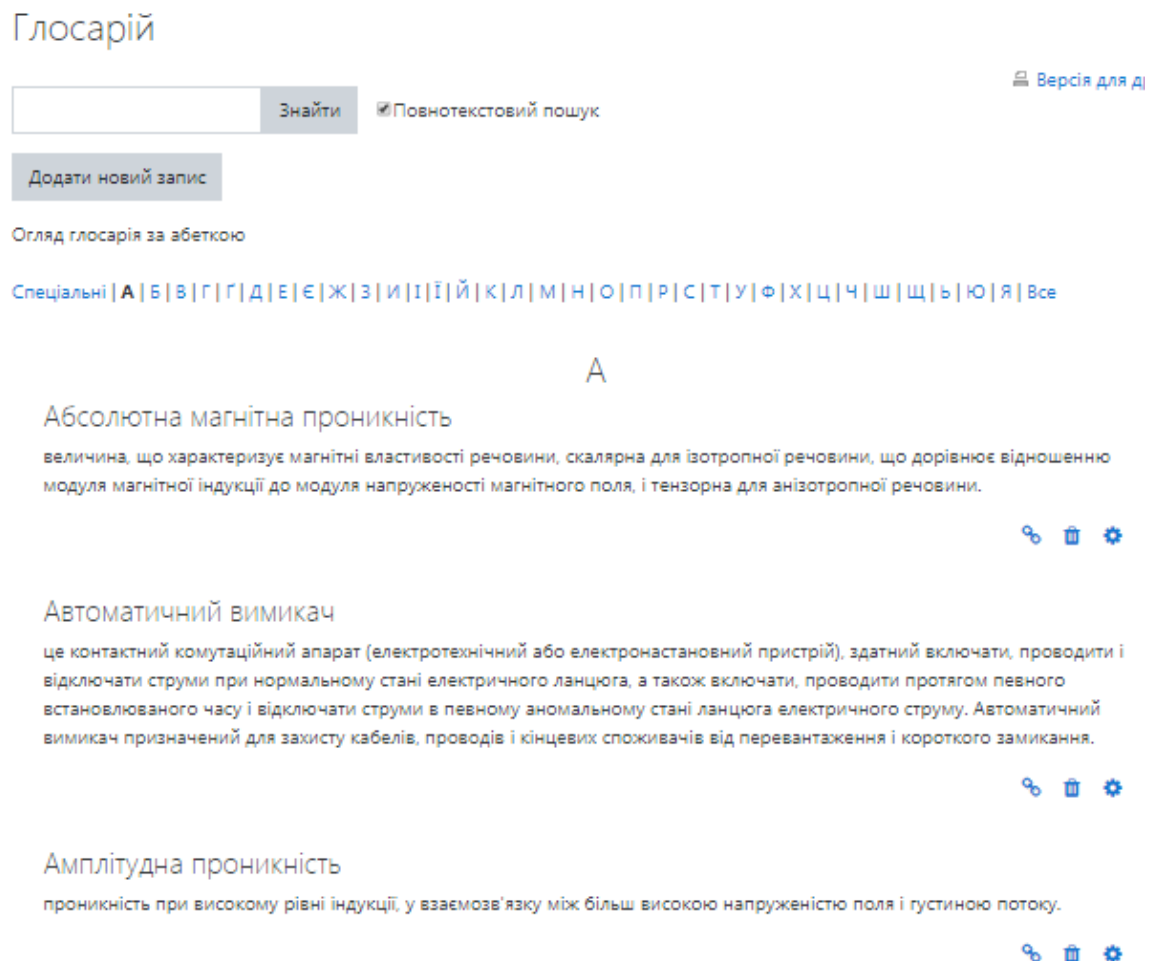 Глосарій
Версія для
Знайти Повнотекстовий пошук
Додати новий запис
Огляд глосарія за абеткою
Спеціальні | А | Б | В | Г | Ґ | Д | Е | Є | Ж | З | И | І | Ї | Й | К | Л | М | Н | О | П | Р | С | Т | У | Ф | Х | Ц | Ч | Ш | Щ | Ь | Ю | Я | Все
А
Абсолютна магнітна проникність
величина, що характеризує магнітні властивості речовини, скалярна для ізотропної речовини, що дорівнює відношенню
модуля магнітної індукції до модуля напруженості магнітного поля, і тензорна для анізотропної речовини.
Автоматичний вимикач
це контактний комутаційний апарат (електротехнічний або електронастановний пристрій), здатний включати, проводити і
відключати струми при нормальному стані електричного ланцюга, а також включати, проводити протягом певного
встановлюваного часу і відключати струми в певному аномальному стані ланцюга електричного струму. Автоматичний
вимикач призначений для захисту кабелів, проводів і кінцевих споживачів від перевантаження і короткого замикання.
Амплітудна проникність
проникність при високому рівні індукції, у взаємозв'язку між більш високою напруженістю поля і густиною потоку.